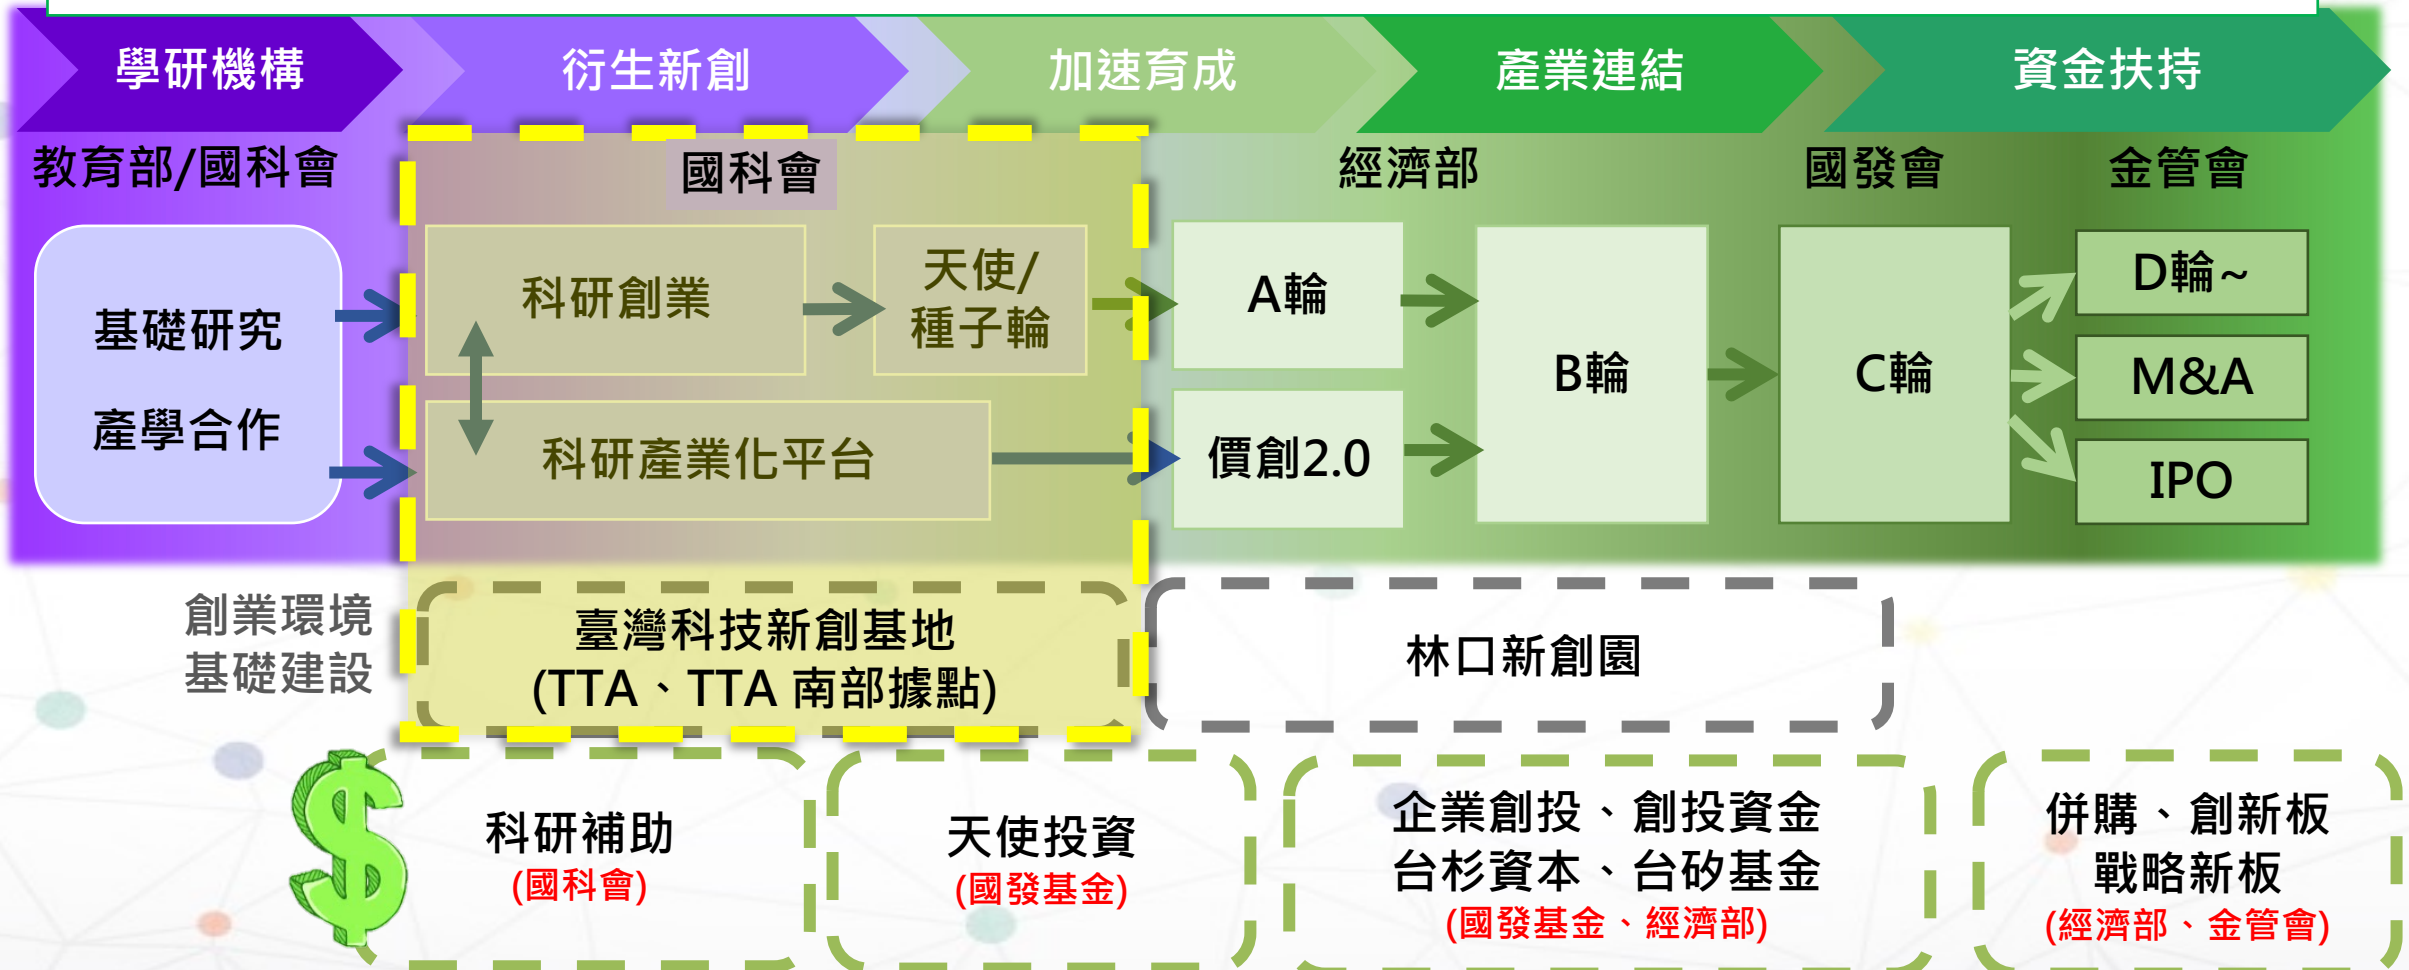 學研機構
衍生新創
加速育成
產業連結
資金扶持
教育部/國科會
國科會
經濟部
國發會
金管會
基礎研究
產學合作
科研創業
天使/
種子輪
科研產業化平台
A輪
價創2.0
B輪
C輪
D輪~
M&A
IPO
創業環境
基礎建設
臺灣科技新創基地
(TTA、TTA 南部據點)
林口新創園
科研補助
(國科會)
天使投資
(國發基金)
企業創投、創投資金
台杉資本、台矽基金
(國發基金、經濟部)
併購、創新板
戰略新板
(經濟部、金管會)